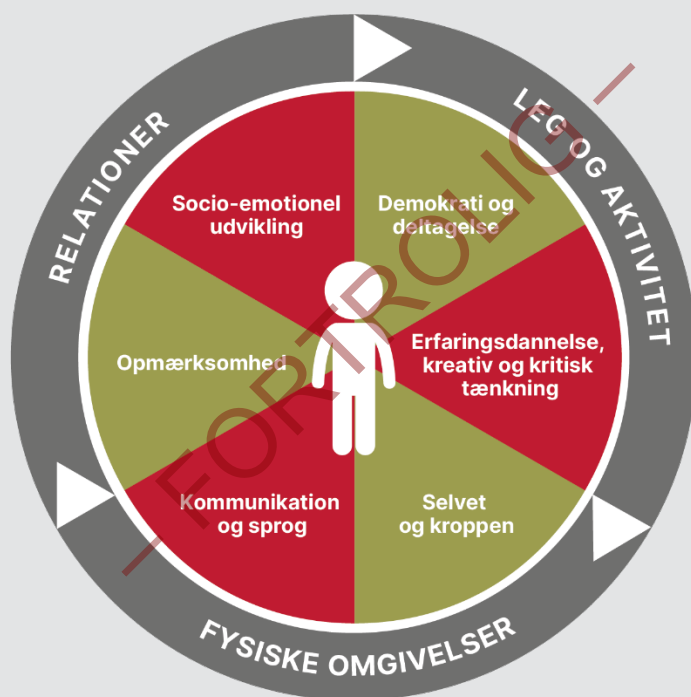 RELATIONER
LEG OG AKTIVITET
Socio-emotionel
udvikling
Demokrati og
deltagelse
Opmærksomhed
Erfaringsdannelse,
kreativ og kritisk
tænkning
Kommunikation
og sprog
Selvet
og kroppen
FYSISKE OMGIVELSER
— FORTROLIG —